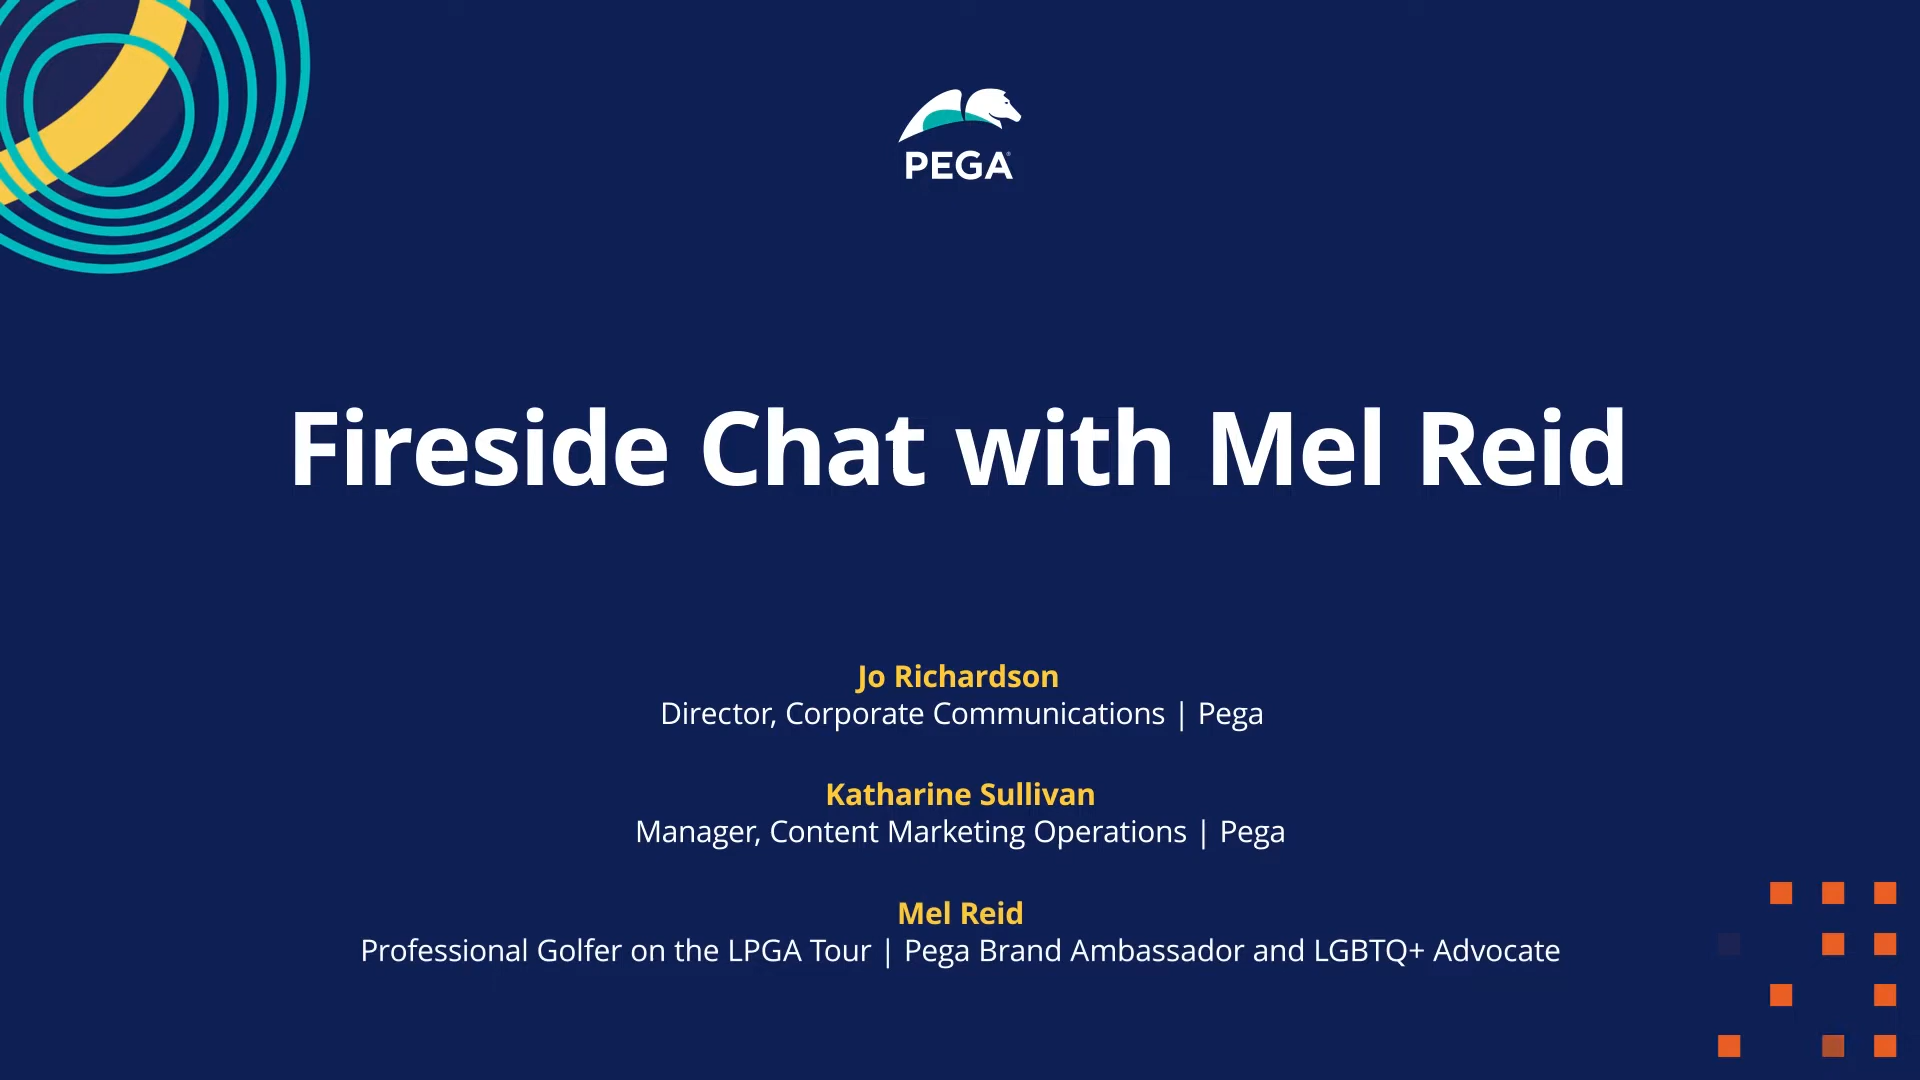 PEGA
Fireside Chat with Mel Reid
Jo Richardson
Director, Corporate Communications | Pega
Katharine Sullivan
Manager, Content Marketing Operations | Pega
Mel Reid
Professional Golfer on the LPGA Tour | Pega Brand Ambassador and LGBTQ+ Advocate